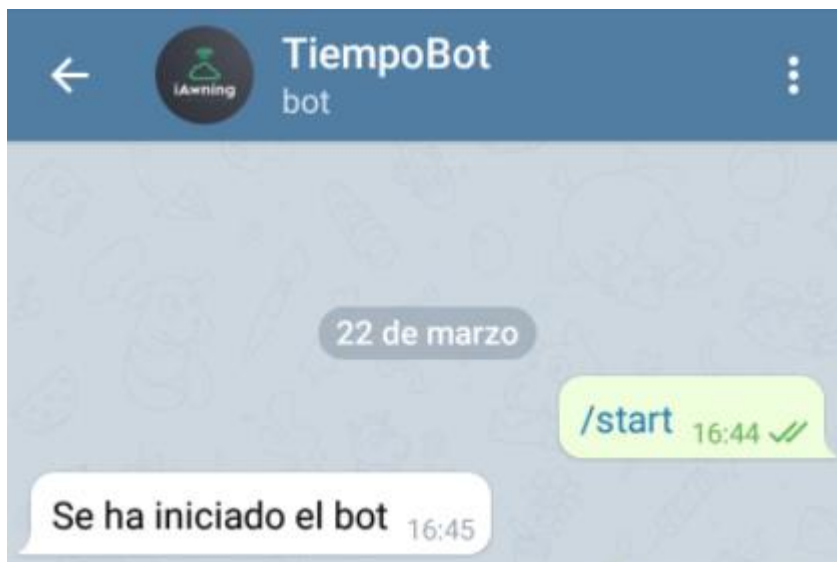 TiempoBot
iAwning
bot
22 de marzo
/start 16:44
Se ha iniciado el bot 16:45